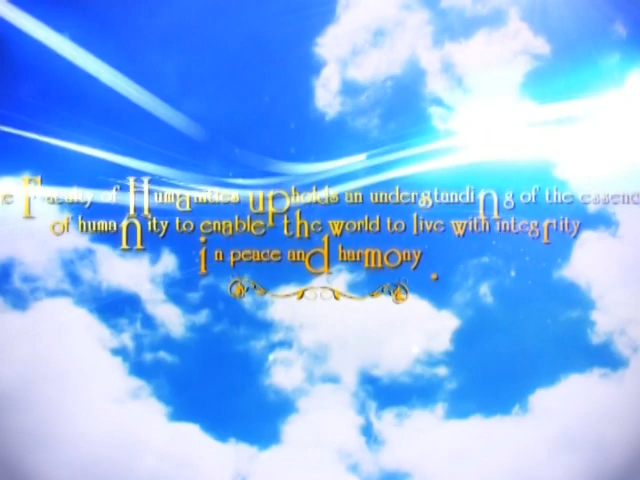 e Faculty of Humanities upholds an understanding of the essenc
of humanity to enable the world to live with integrity
in peace and harmony.